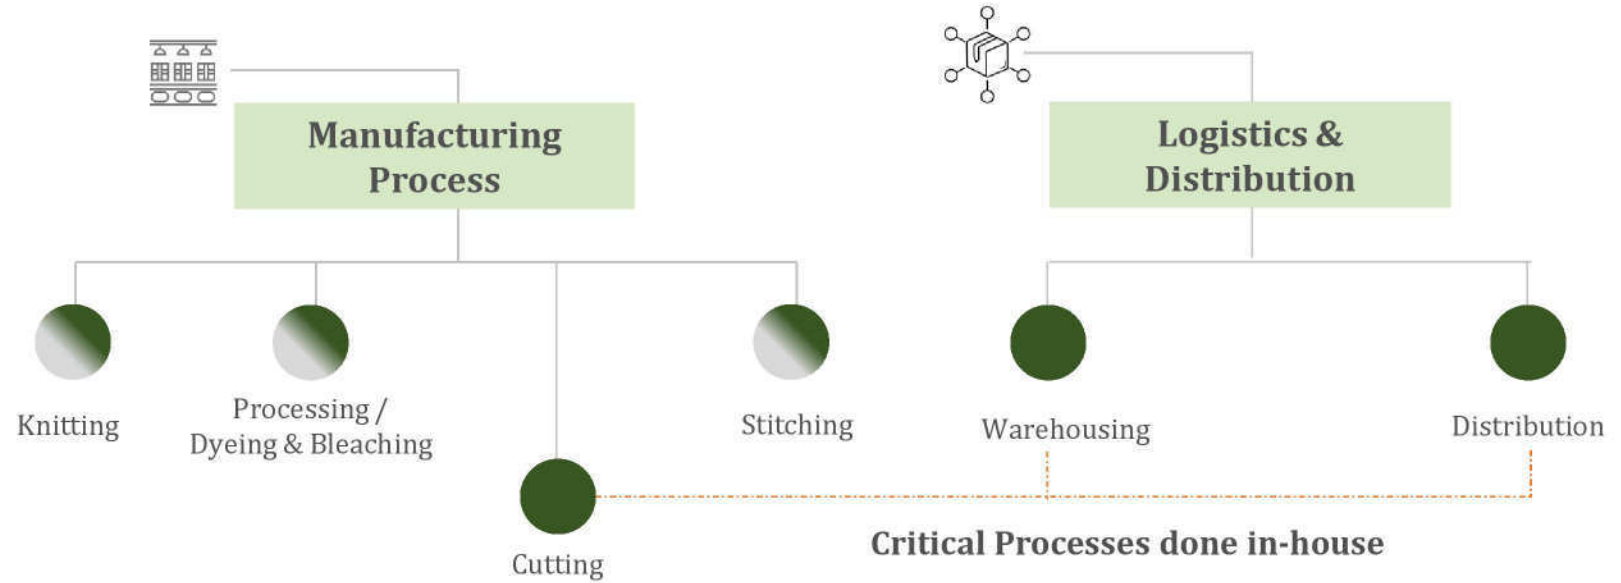 Manufacturing
Process
Logistics &
Distribution
Knitting
Processing /
Dyeing & Bleaching
Stitching
Warehousing
Distribution
Cutting
Critical Processes done in-house